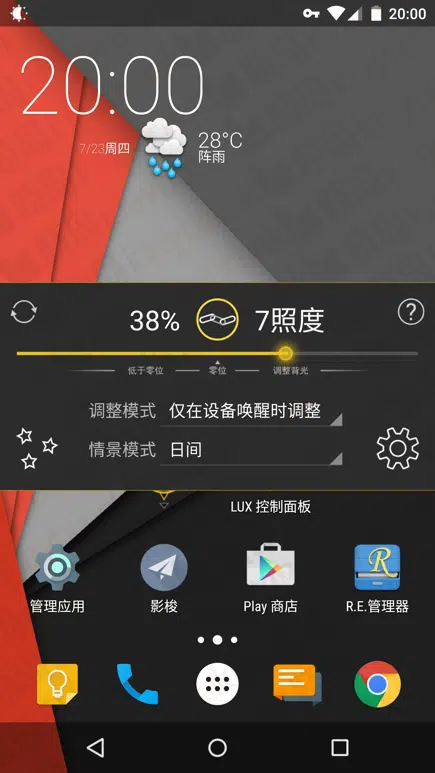 20:00
20:00
7/23周四
28°C
阵雨
38%
7照度
?
低于零位
零位
调整背光
调整模式
仅在设备唤醒时调整
情景模式
日间
LUX 控制面板
管理应用
影梭
Play 商店
R.E.管理器